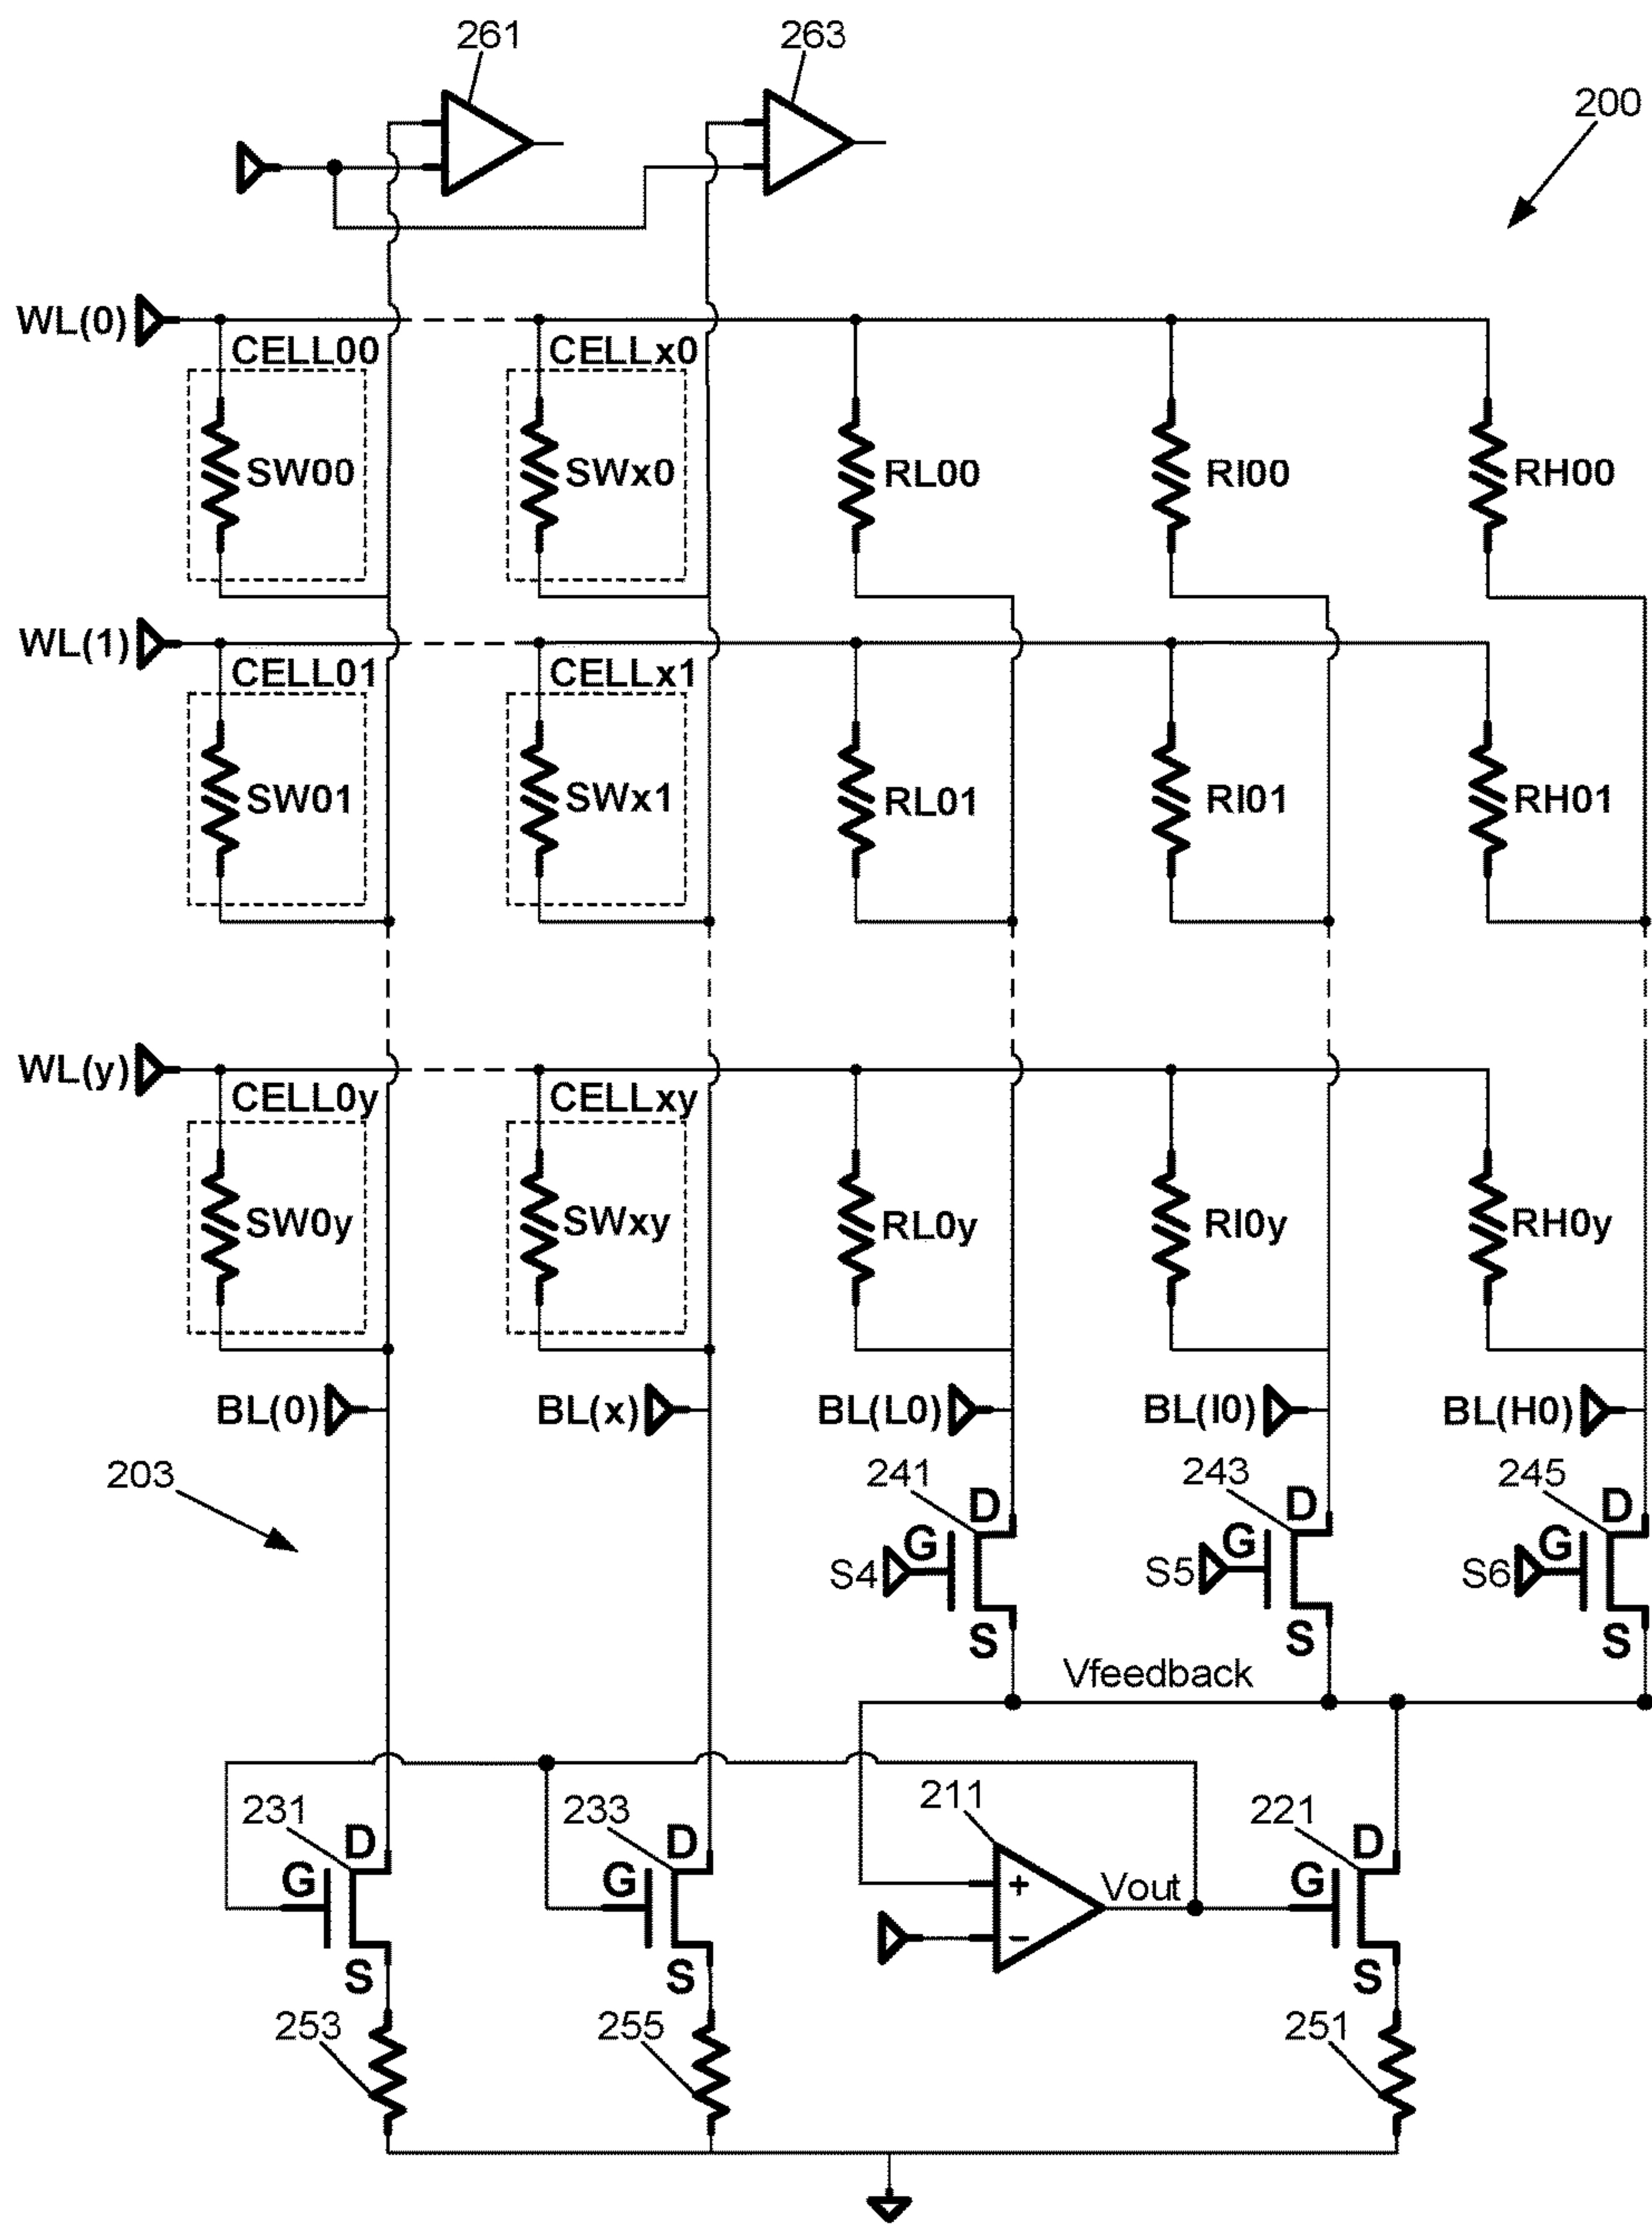 261 263
200
WL(0)
CELL00 CELLx0
SW00 SWx0 RL00 RI00 RH00
WL(1)
CELL01 CELLx1
SW01 SWx1 RL01 RI01 RH01
WL(y)
CELL0y CELLxy
SW0y SWxy RL0y RI0y RH0y
BL(0) BL(x) BL(L0) BL(I0) BL(H0)
203 241 243 245
D D D
G G G
S4 S5 S6
S S S
Vfeedback
231 233 211 221
D D D
G G + Vout G
−
S S S
253 255 251